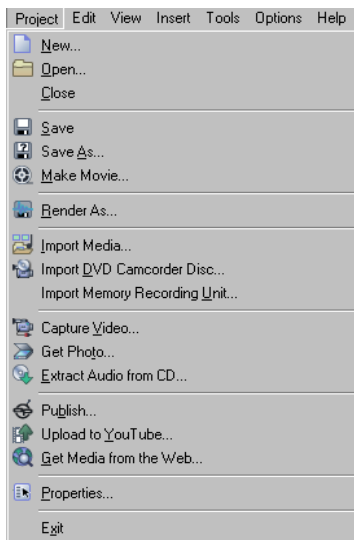 Project Edit View Insert Tools Options Help
New...
Open...
Close
Save
Save As...
Make Movie...
Render As...
Import Media...
Import DVD Camcorder Disc...
Import Memory Recording Unit...
Capture Video...
Get Photo...
Extract Audio from CD...
Publish...
Upload to YouTube...
Get Media from the Web...
Properties...
Exit